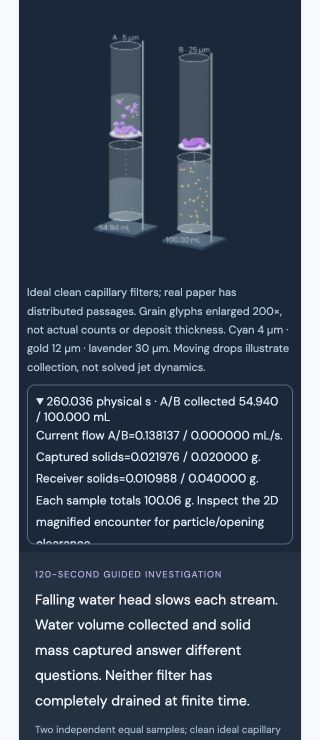 A · 5 μm
B · 25 μm
54.94 mL
100.00 mL
Ideal clean capillary filters; real paper has
distributed passages. Grain glyphs enlarged 200×,
not actual counts or deposit thickness. Cyan 4 μm ·
gold 12 μm · lavender 30 μm. Moving drops illustrate
collection, not solved jet dynamics.
▼ 260.036 physical s · A/B collected 54.940
/ 100.000 mL
Current flow A/B=0.138137 / 0.000000 mL/s.
Captured solids=0.021976 / 0.020000 g.
Receiver solids=0.010988 / 0.040000 g.
Each sample totals 100.06 g. Inspect the 2D
magnified encounter for particle/opening
clearance.
120-SECOND GUIDED INVESTIGATION
Falling water head slows each stream.
Water volume collected and solid
mass captured answer different
questions. Neither filter has
completely drained at finite time.
Two independent equal samples; clean ideal capillary